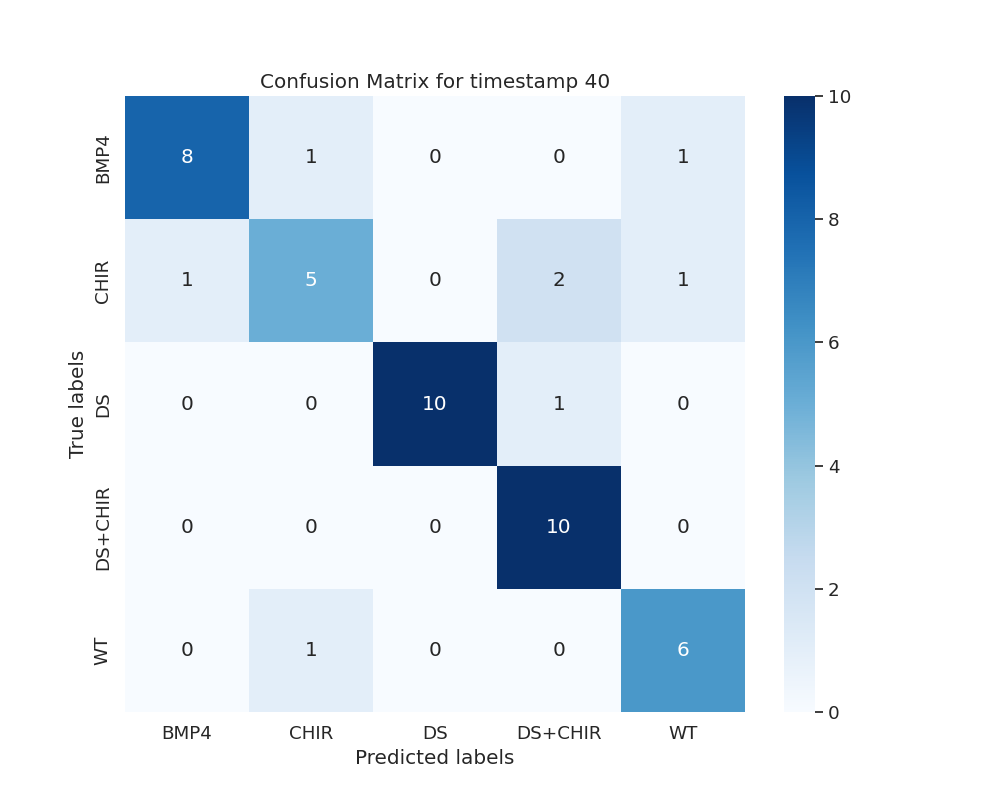 Confusion Matrix for timestamp 40
True labels
BMP4 8 1 0 0 1
CHIR 1 5 0 2 1
DS 0 0 10 1 0
DS+CHIR 0 0 0 10 0
WT 0 1 0 0 6
BMP4 CHIR DS DS+CHIR WT
Predicted labels
10
8
6
4
2
0